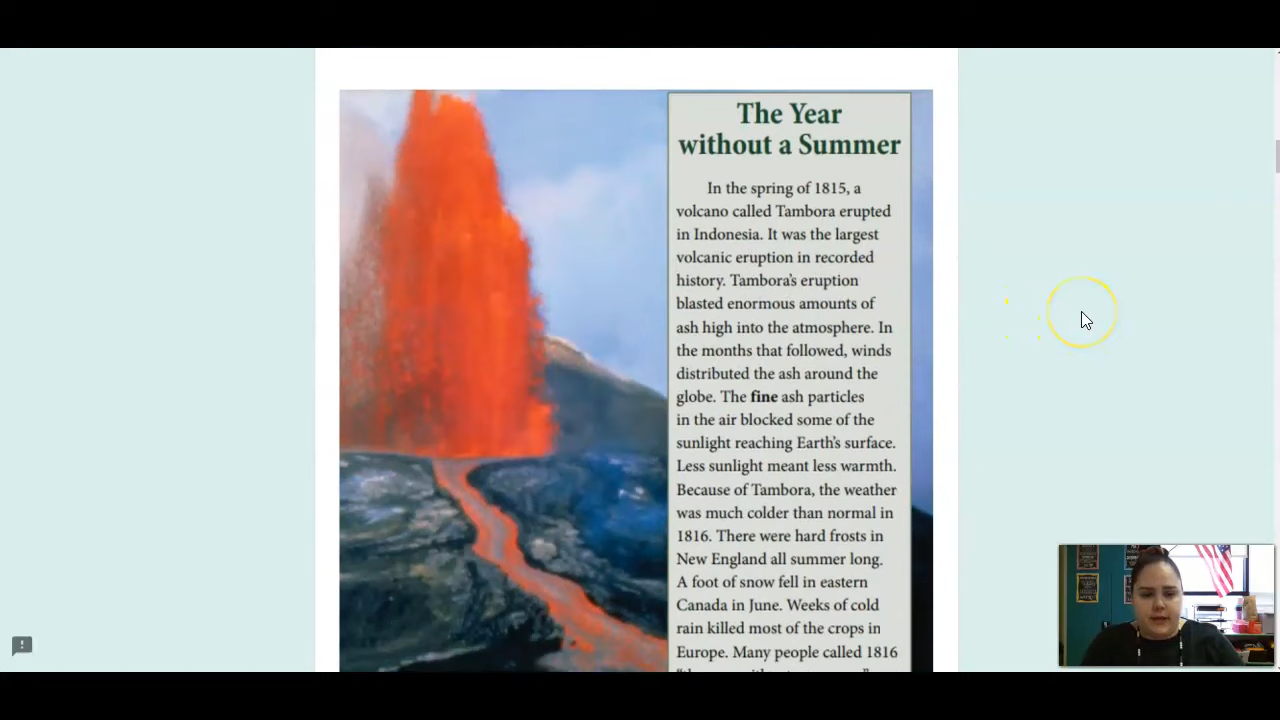 The Year
without a Summer
In the spring of 1815, a
volcano called Tambora erupted
in Indonesia. It was the largest
volcanic eruption in recorded
history. Tambora's eruption
blasted enormous amounts of
ash high into the atmosphere. In
the months that followed, winds
distributed the ash around the
globe. The fine ash particles
in the air blocked some of the
sunlight reaching Earth's surface.
Less sunlight meant less warmth.
Because of Tambora, the weather
was much colder than normal in
1816. There were hard frosts in
New England all summer long.
A foot of snow fell in eastern
Canada in June. Weeks of cold
rain killed most of the crops in
Europe. Many people called 1816